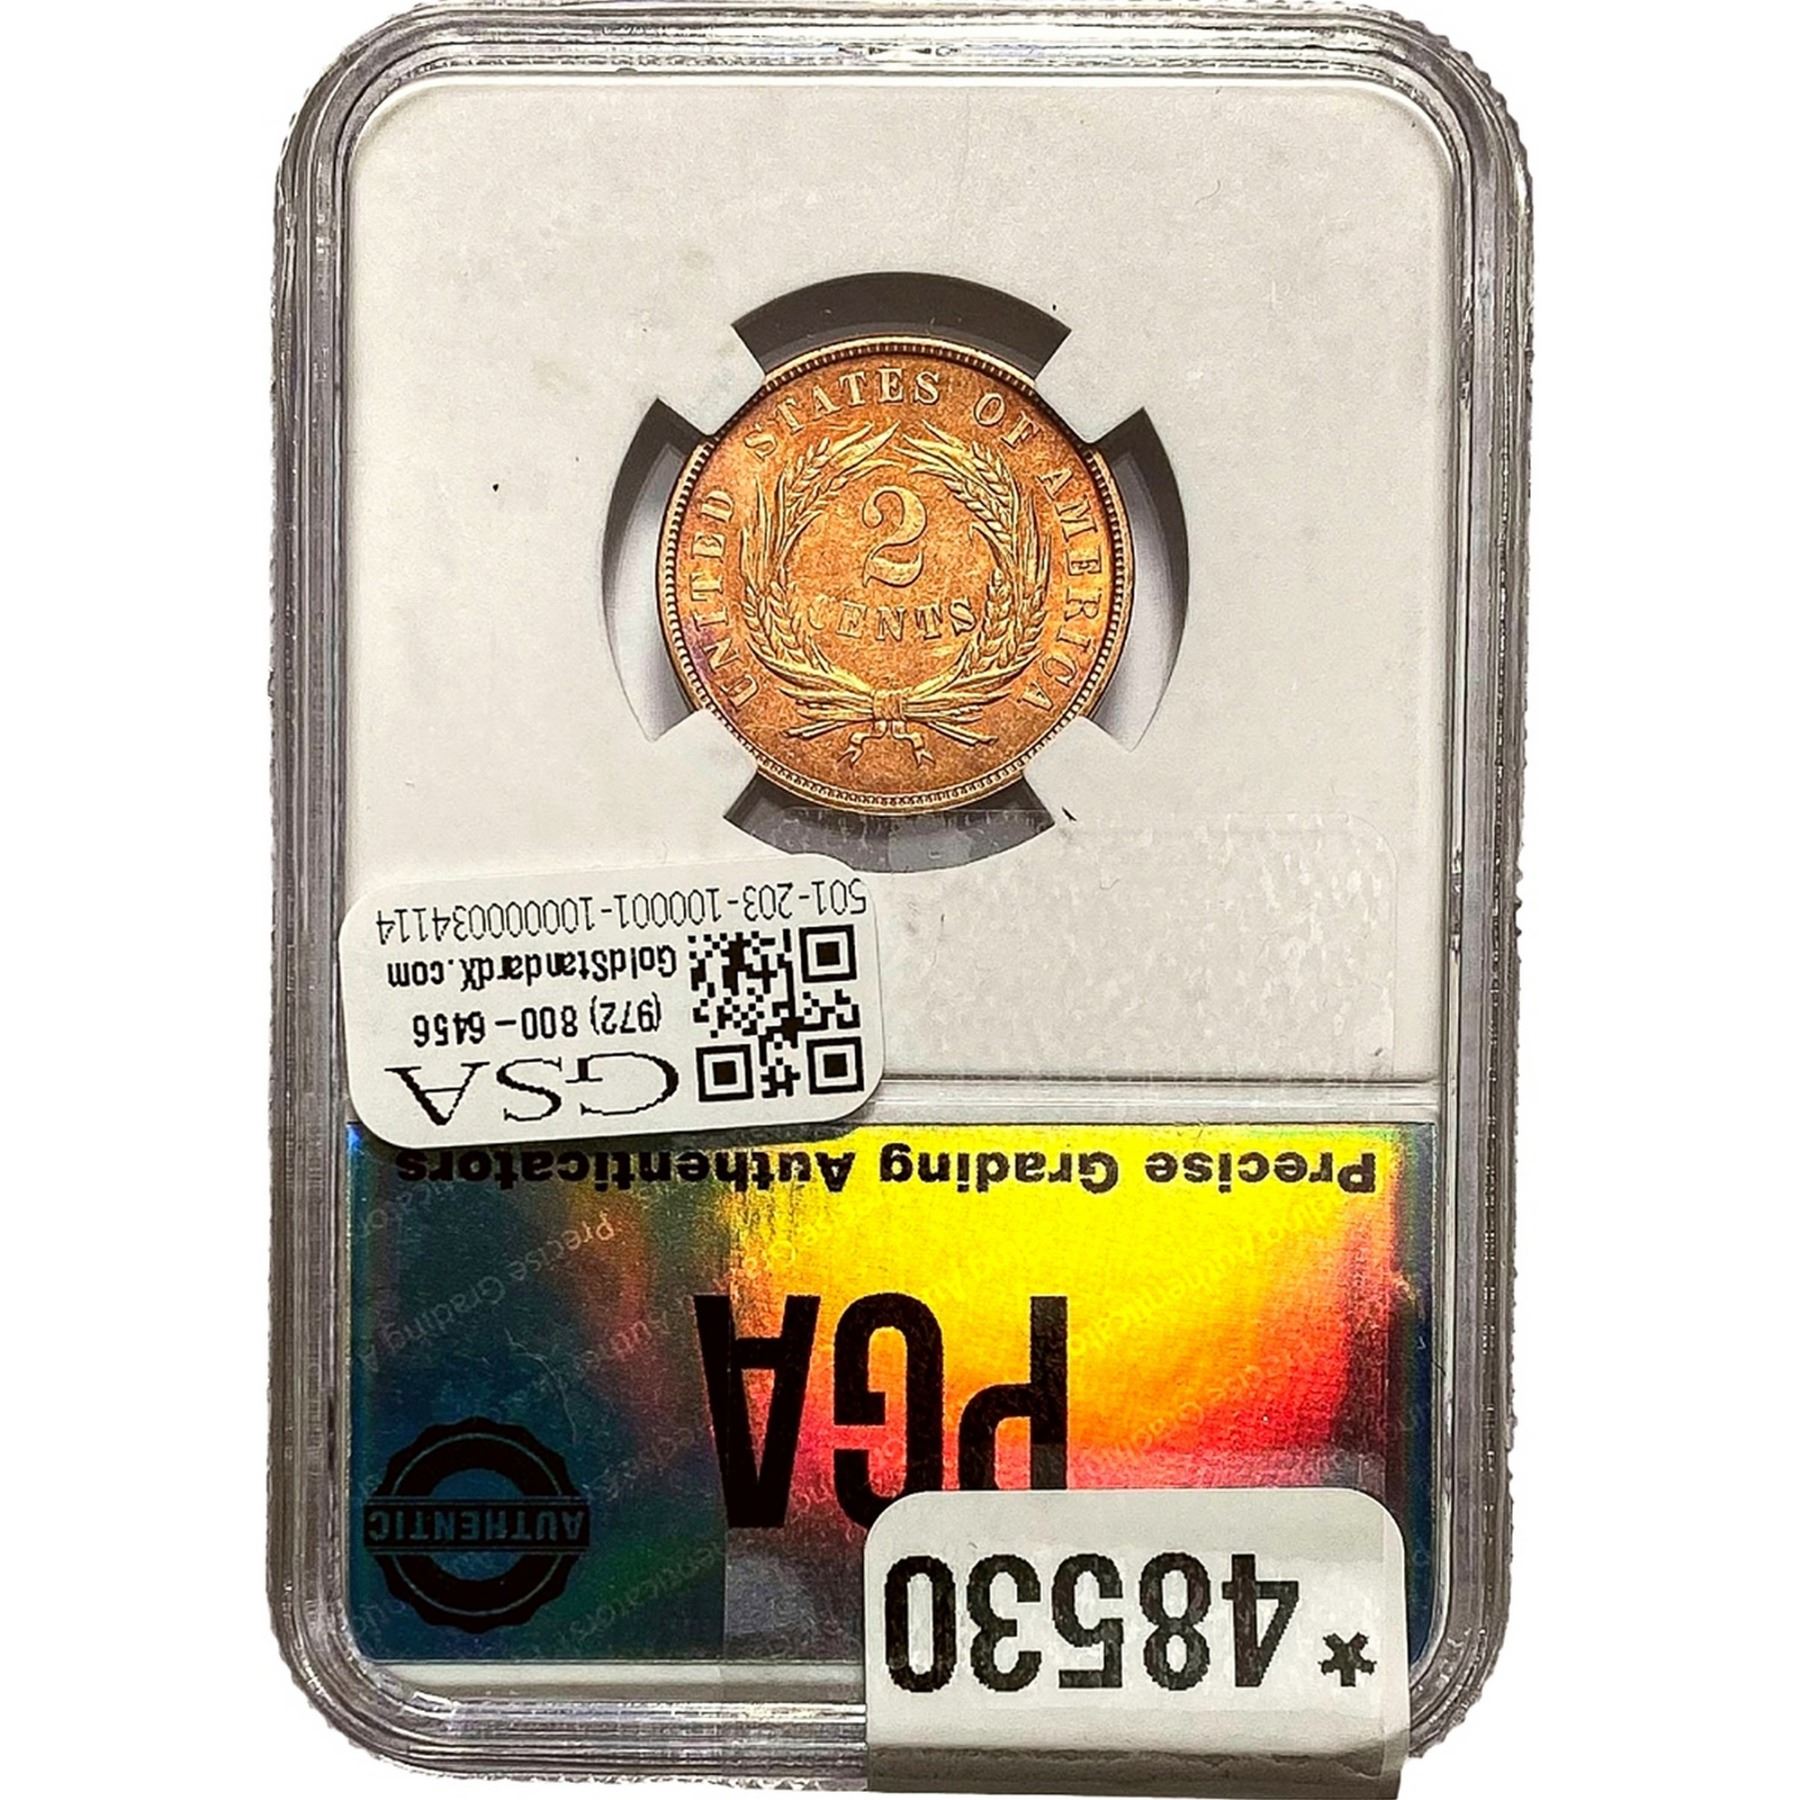 UNITED STATES OF AMERICA
2
CENTS
GSA
(972) 800-6456
GoldStandardX.com
501-203-100001-100000034114
*48530
PGA
AUTHENTIC
Precise Grading Authenticators